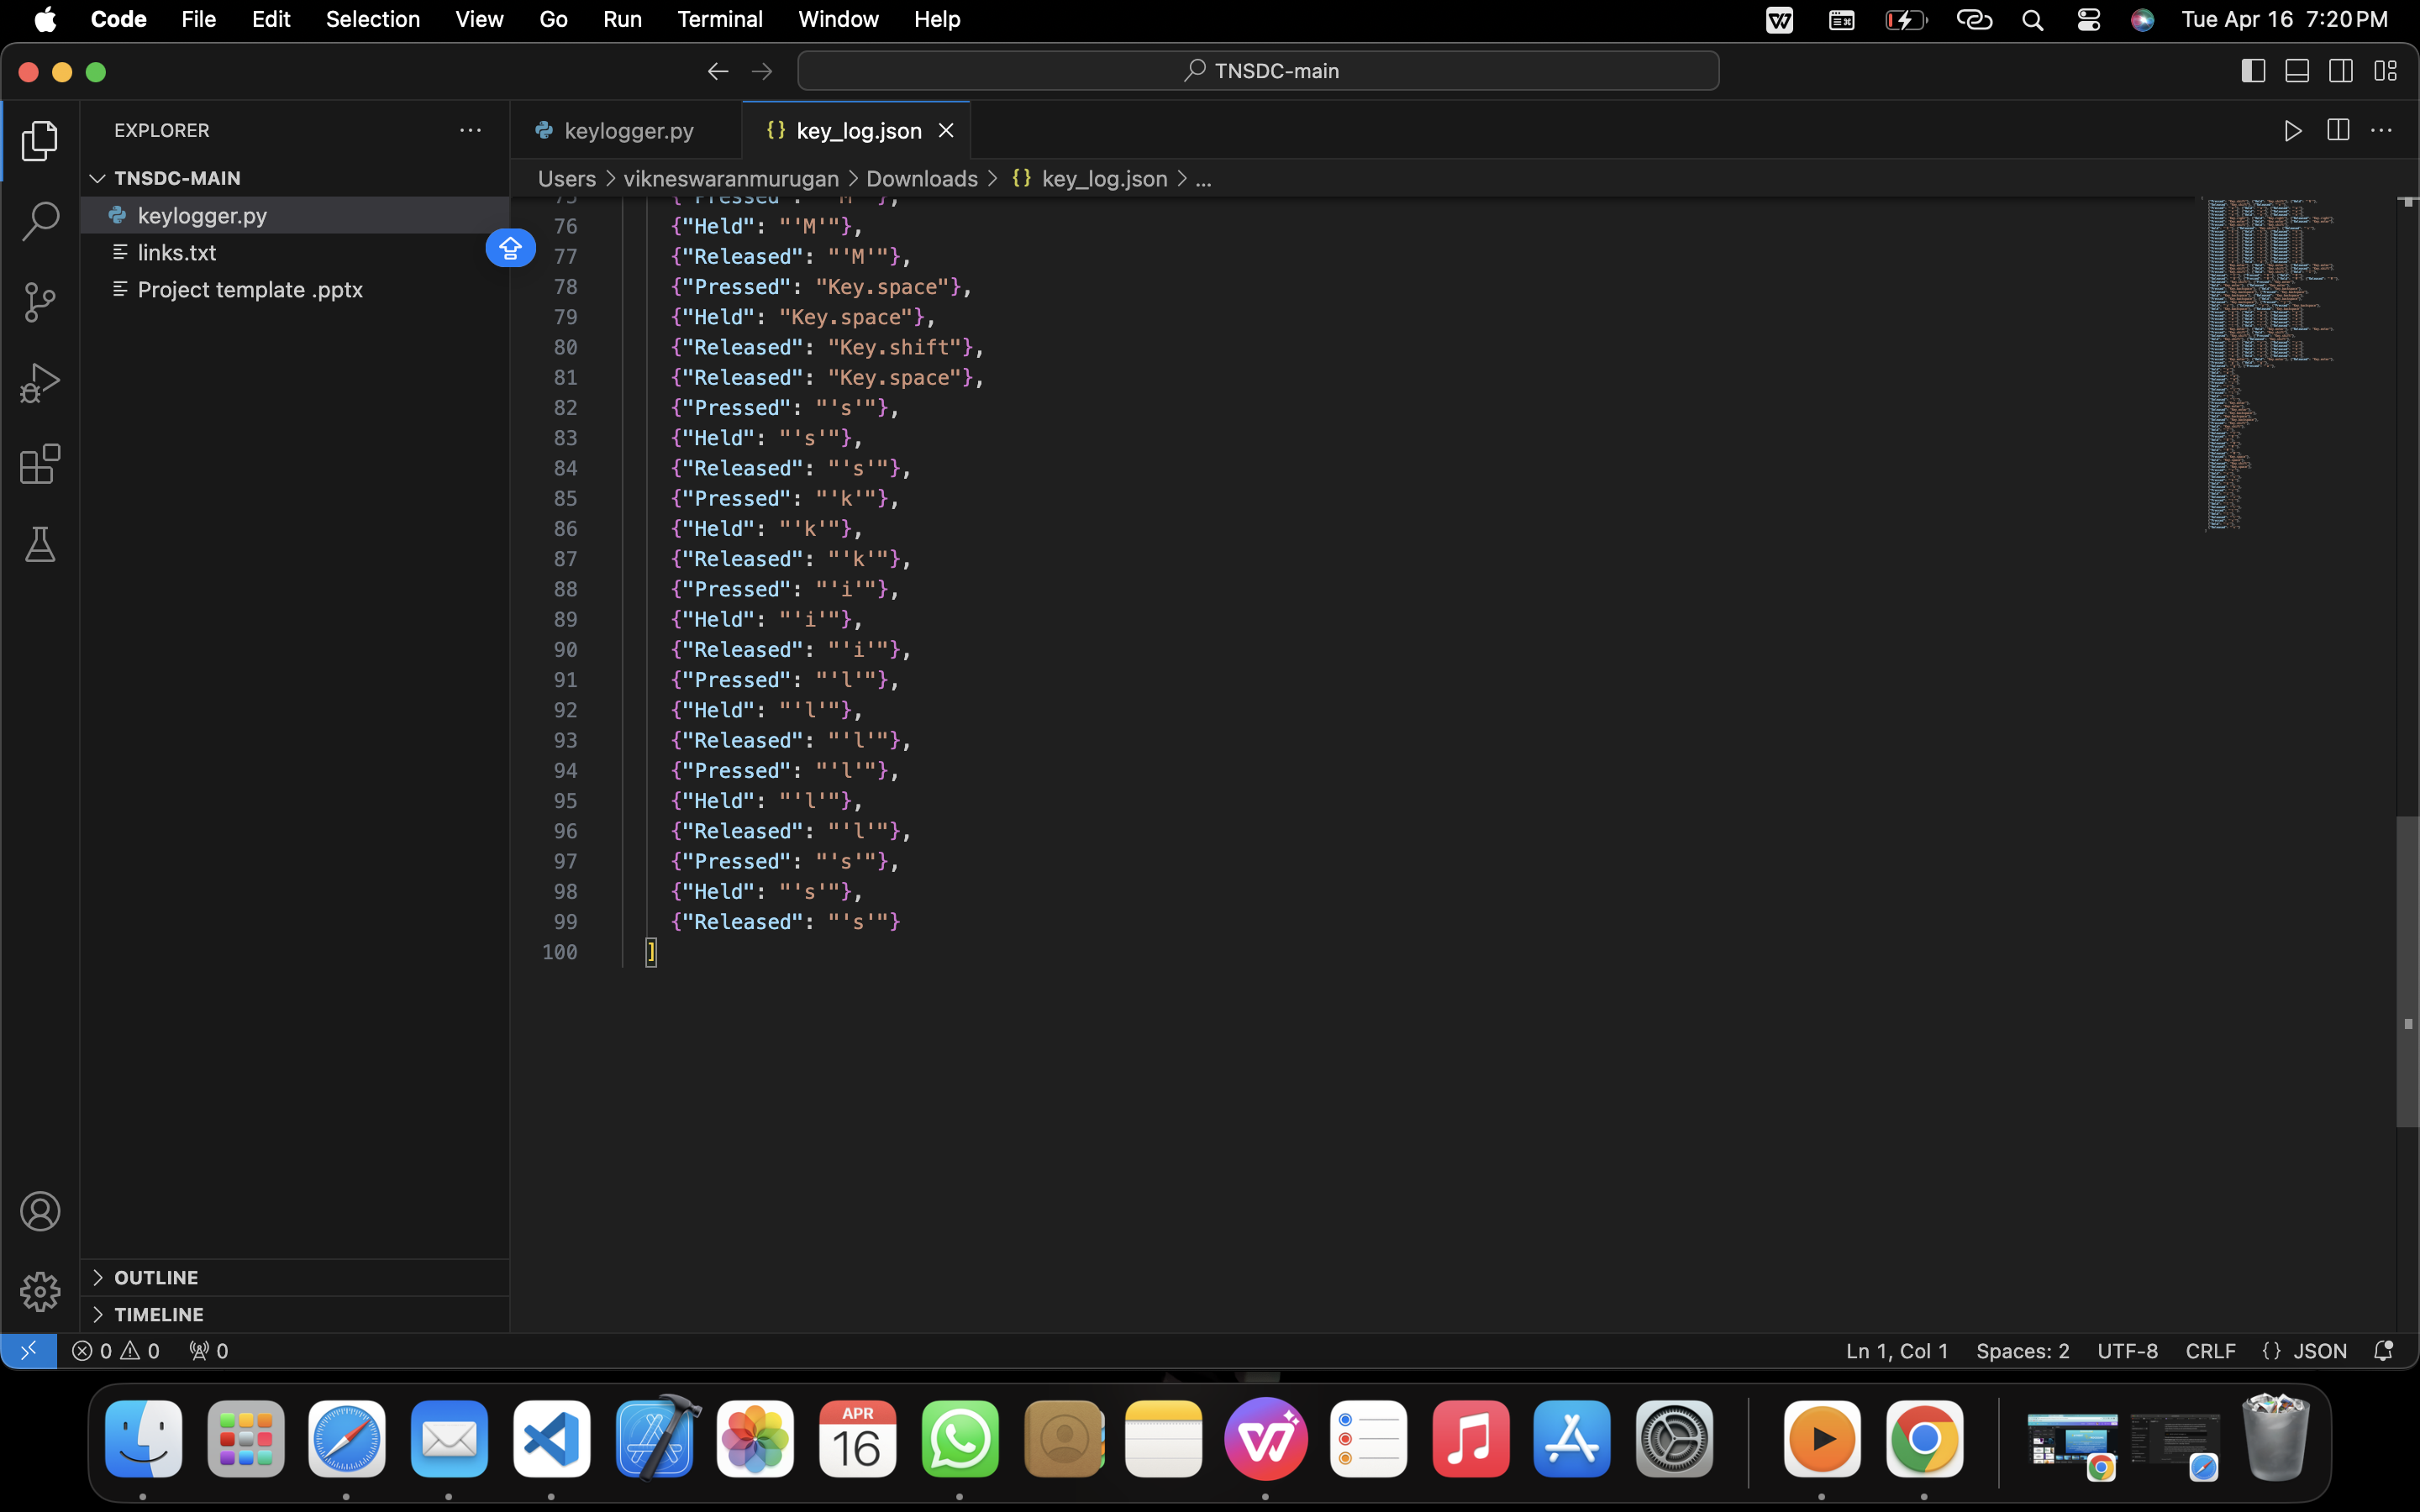 Code File Edit Selection View Go Run Terminal Window Help Tue Apr 16 7:20 PM
TNSDC-main
EXPLORER
TNSDC-MAIN
keylogger.py
links.txt
Project template .pptx
OUTLINE
TIMELINE
keylogger.py key_log.json
Users > vikneswaranmurugan > Downloads > {} key_log.json > ...
75 {"Pressed": "'M'"},
76 {"Held": "'M'"},
77 {"Released": "'M'"},
78 {"Pressed": "Key.space"},
79 {"Held": "Key.space"},
80 {"Released": "Key.shift"},
81 {"Released": "Key.space"},
82 {"Pressed": "'s'"},
83 {"Held": "'s'"},
84 {"Released": "'s'"},
85 {"Pressed": "'k'"},
86 {"Held": "'k'"},
87 {"Released": "'k'"},
88 {"Pressed": "'i'"},
89 {"Held": "'i'"},
90 {"Released": "'i'"},
91 {"Pressed": "'l'"},
92 {"Held": "'l'"},
93 {"Released": "'l'"},
94 {"Pressed": "'l'"},
95 {"Held": "'l'"},
96 {"Released": "'l'"},
97 {"Pressed": "'s'"},
98 {"Held": "'s'"},
99 {"Released": "'s'"}
100 ]
0 0 0 Ln 1, Col 1 Spaces: 2 UTF-8 CRLF {} JSON
APR
16